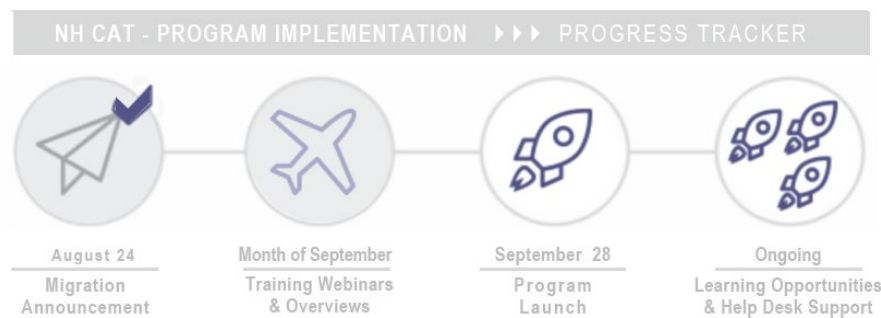 NH CAT - PROGRAM IMPLEMENTATION ▸▸▸ PROGRESS TRACKER
August 24
Migration
Announcement
Month of September
Training Webinars
& Overviews
September 28
Program
Launch
Ongoing
Learning Opportunities
& Help Desk Support